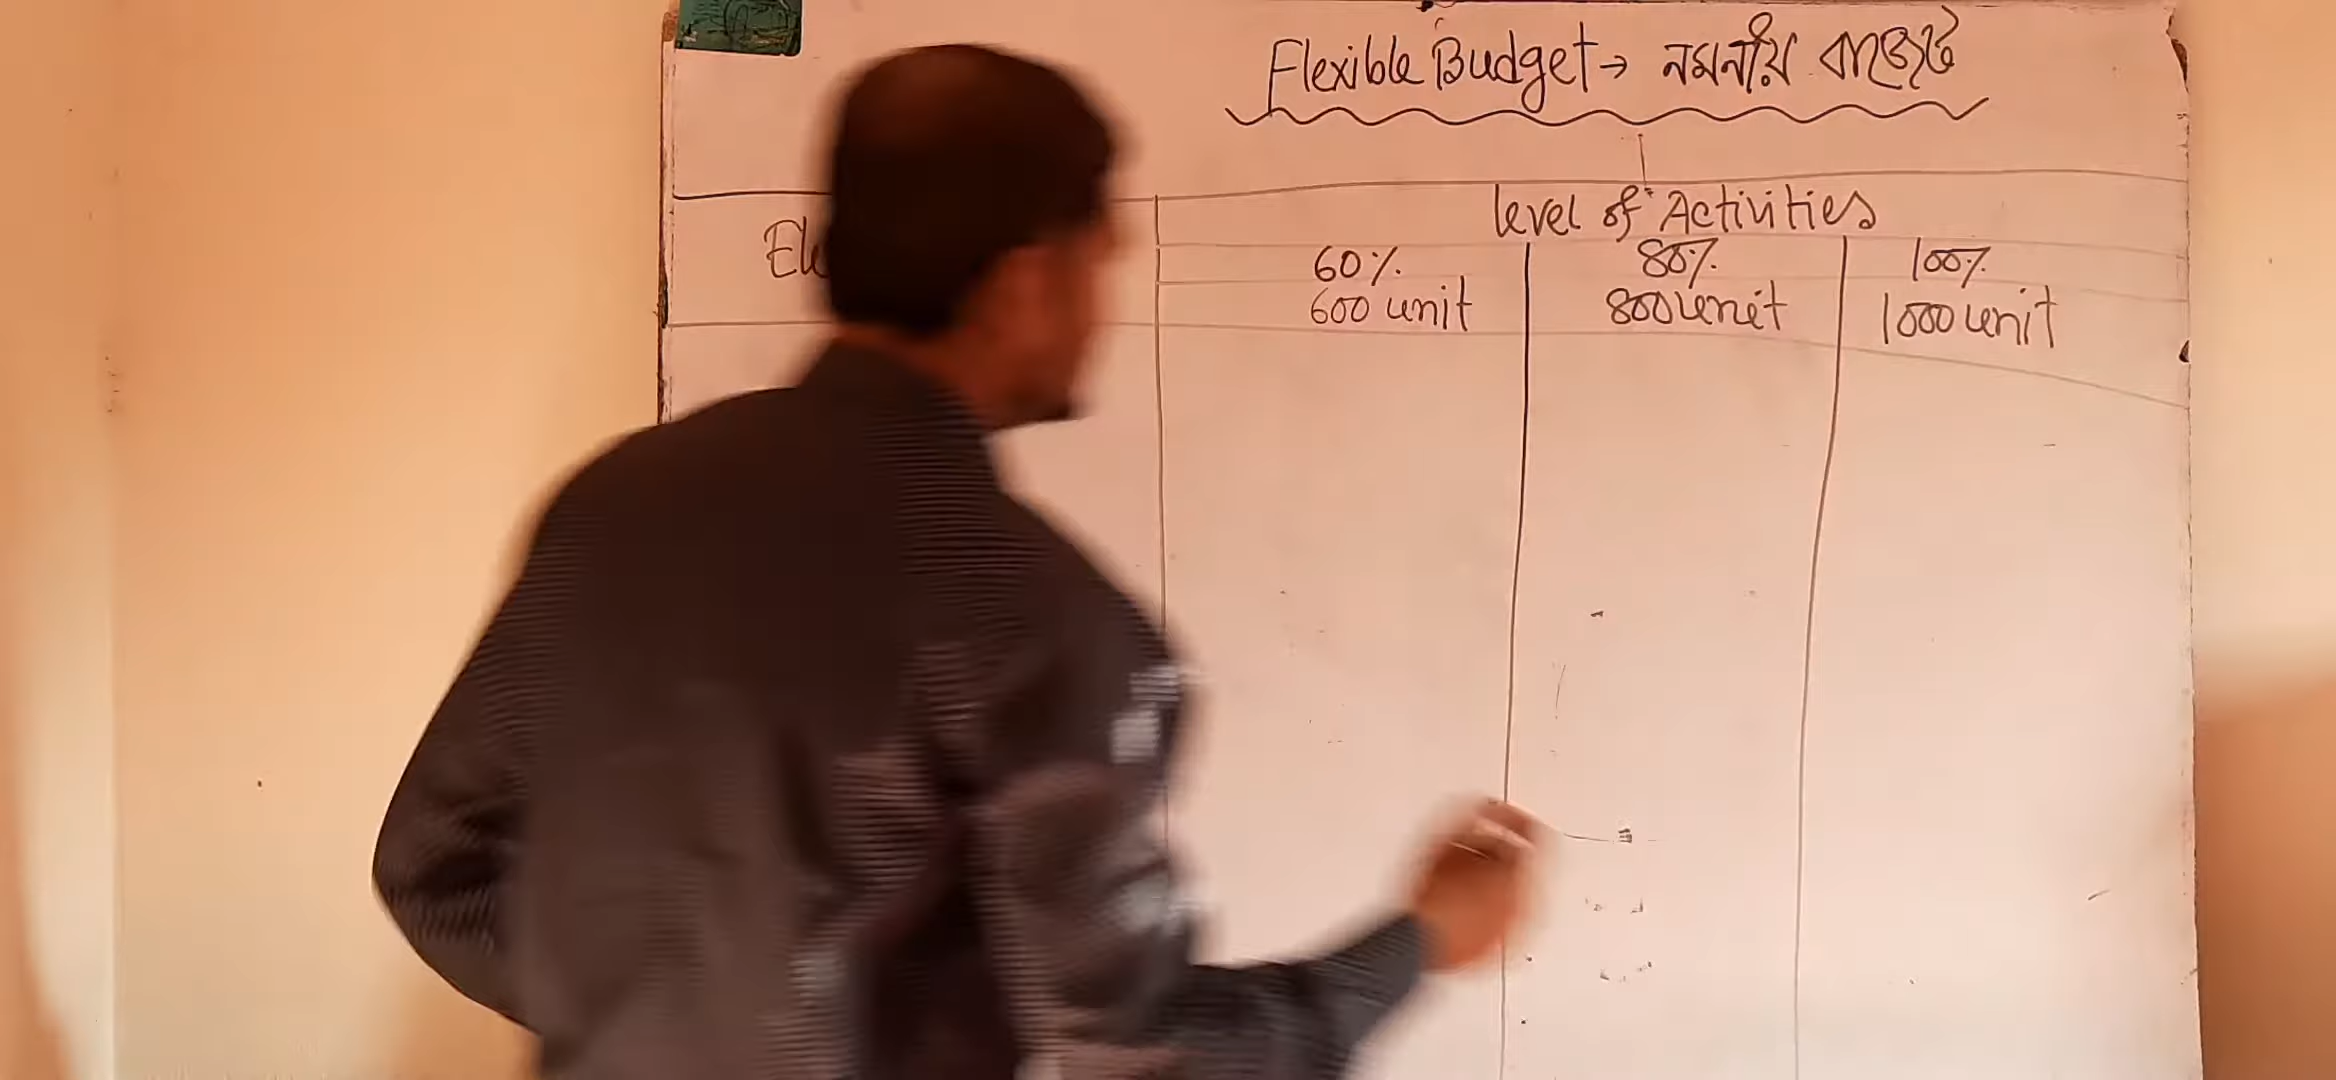 Flexible Budget → নমনীয় বাজেট
Level of Activities
60% 80% 100%
600 unit 800 unit 1000 unit